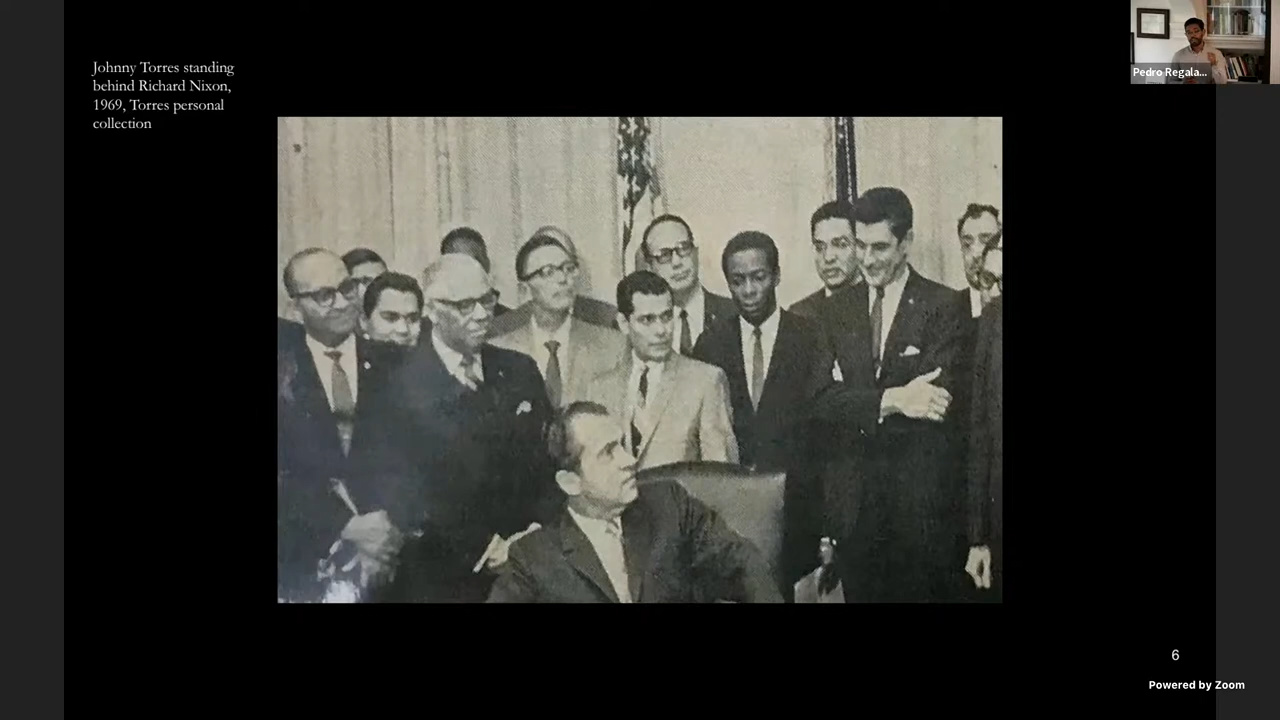 Johnny Torres standing
behind Richard Nixon,
1969, Torres personal
collection
Pedro Regala...
6
Powered by Zoom